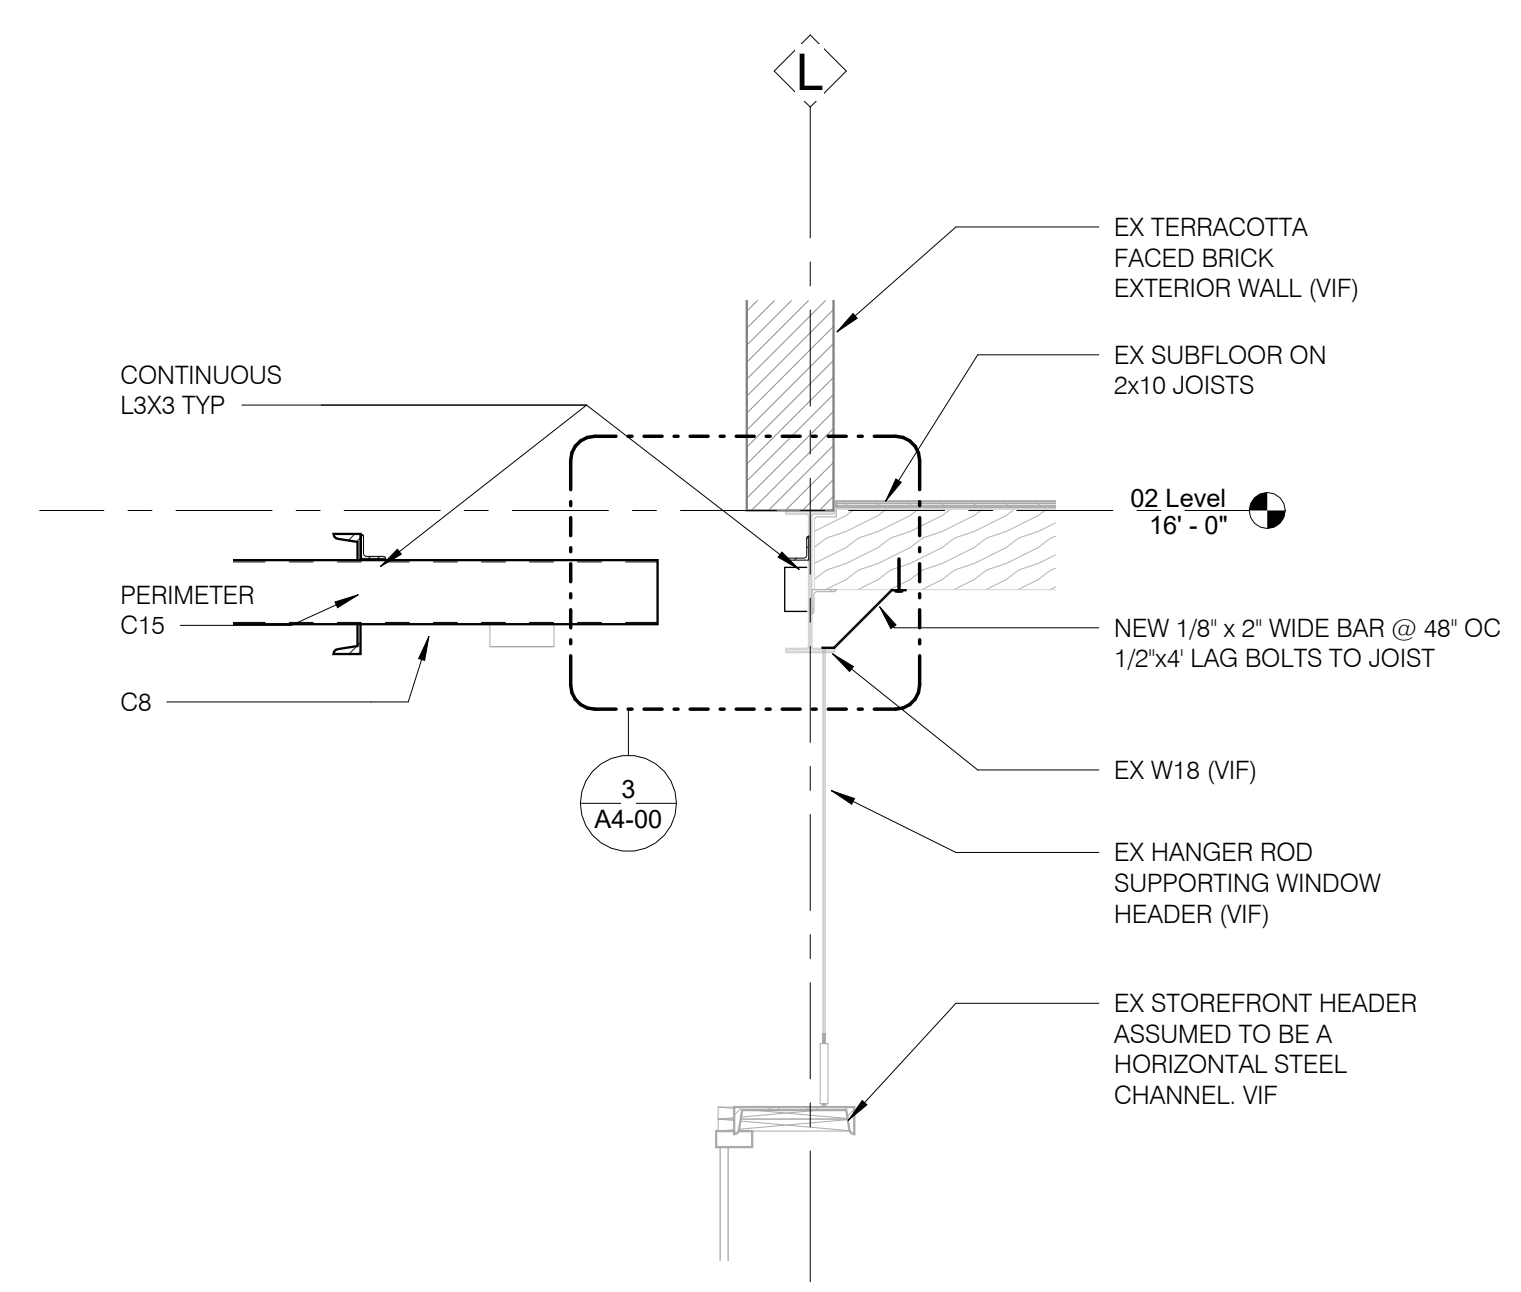 L
EX TERRACOTTA
FACED BRICK
EXTERIOR WALL (VIF)
EX SUBFLOOR ON
2x10 JOISTS
CONTINUOUS
L3X3 TYP
02 Level
16' - 0"
PERIMETER
C15
NEW 1/8" x 2" WIDE BAR @ 48" OC
1/2"x4' LAG BOLTS TO JOIST
C8
EX W18 (VIF)
3
A4-00
EX HANGER ROD
SUPPORTING WINDOW
HEADER (VIF)
EX STOREFRONT HEADER
ASSUMED TO BE A
HORIZONTAL STEEL
CHANNEL. VIF